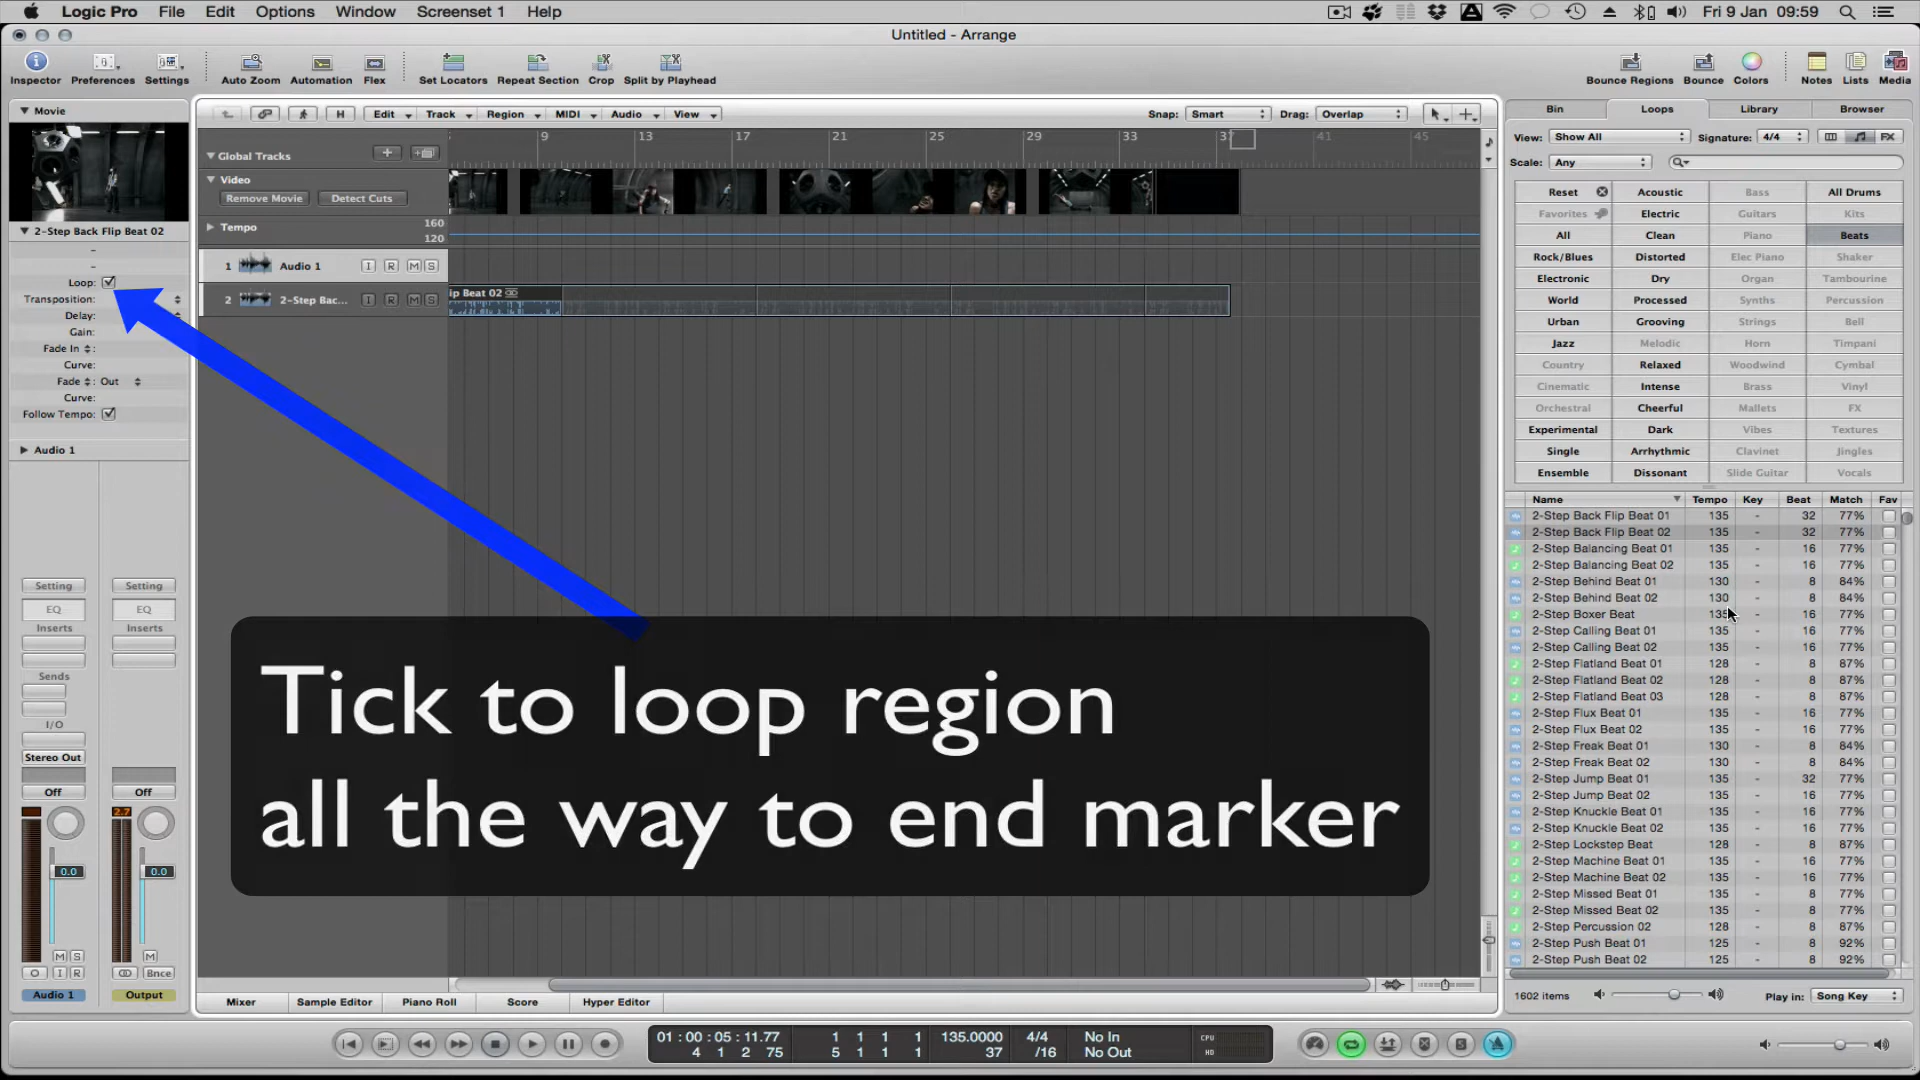 Logic Pro File Edit Options Window Screenset 1 Help Fri 9 Jan 09:59
Untitled - Arrange
Inspector Preferences Settings Auto Zoom Automation Flex Set Locators Repeat Section Crop Split by Playhead Bounce Regions Bounce Colors Notes Lists Media
Movie
2-Step Back Flip Beat 02
-
-
Loop:
Transposition:
Delay:
Gain:
Fade In :
Curve:
Fade : Out
Curve:
Follow Tempo:
Audio 1
Setting Setting
EQ EQ
Inserts Inserts
Sends
I/O
Stereo Out
Off Off
2.7
0.0 0.0
M S M
O I R Bnce
Audio 1 Output
H Edit Track Region MIDI Audio View Snap: Smart Drag: Overlap
9 13 17 21 25 29 33 37 41 45
Global Tracks
Video
Remove Movie Detect Cuts
Tempo 160
120
1 Audio 1 I R M S
2 2-Step Bac... I R M S
ip Beat 02
Tick to loop region
all the way to end marker
Mixer Sample Editor Piano Roll Score Hyper Editor
Bin Loops Library Browser
View: Show All Signature: 4/4 FX
Scale: Any
Reset Acoustic Bass All Drums
Favorites Electric Guitars Kits
All Clean Piano Beats
Rock/Blues Distorted Elec Piano Shaker
Electronic Dry Organ Tambourine
World Processed Synths Percussion
Urban Grooving Strings Bell
Jazz Melodic Horn Timpani
Country Relaxed Woodwind Cymbal
Cinematic Intense Brass Vinyl
Orchestral Cheerful Mallets FX
Experimental Dark Vibes Textures
Single Arrhythmic Clavinet Jingles
Ensemble Dissonant Slide Guitar Vocals
Name Tempo Key Beat Match Fav
2-Step Back Flip Beat 01 135 - 32 77%
2-Step Back Flip Beat 02 135 - 32 77%
2-Step Balancing Beat 01 135 - 16 77%
2-Step Balancing Beat 02 135 - 16 77%
2-Step Behind Beat 01 130 - 8 84%
2-Step Behind Beat 02 130 - 8 84%
2-Step Boxer Beat 135 - 16 77%
2-Step Calling Beat 01 135 - 16 77%
2-Step Calling Beat 02 135 - 16 77%
2-Step Flatland Beat 01 128 - 8 87%
2-Step Flatland Beat 02 128 - 8 87%
2-Step Flatland Beat 03 128 - 8 87%
2-Step Flux Beat 01 135 - 16 77%
2-Step Flux Beat 02 135 - 16 77%
2-Step Freak Beat 01 130 - 8 84%
2-Step Freak Beat 02 130 - 8 84%
2-Step Jump Beat 01 135 - 32 77%
2-Step Jump Beat 02 135 - 16 77%
2-Step Knuckle Beat 01 135 - 16 77%
2-Step Knuckle Beat 02 135 - 16 77%
2-Step Lockstep Beat 128 - 8 87%
2-Step Machine Beat 01 135 - 16 77%
2-Step Machine Beat 02 135 - 16 77%
2-Step Missed Beat 01 135 - 8 77%
2-Step Missed Beat 02 135 - 8 77%
2-Step Percussion 02 128 - 8 87%
2-Step Push Beat 01 125 - 8 92%
2-Step Push Beat 02 125 - 8 92%
1602 items Play in: Song Key
01 : 00 : 05 : 11.77 1 1 1 1 135.0000 4/4 No In CPU
4 1 2 75 5 1 1 1 37 /16 No Out HD